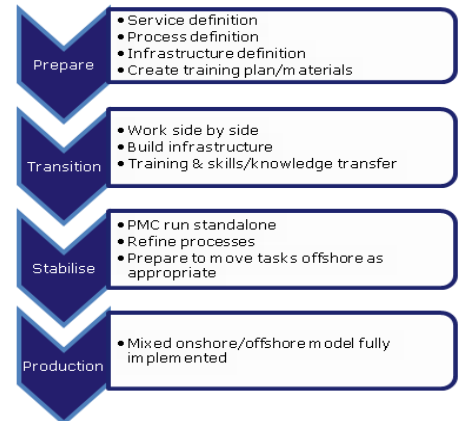 Prepare
• Service definition
• Process definition
• Infrastructure definition
• Create training plan/materials
Transition
• Work side by side
• Build infrastructure
• Training & skills/knowledge transfer
Stabilise
• PMC run standalone
• Refine processes
• Prepare to move tasks offshore as
appropriate
Production
• Mixed onshore/offshore model fully
implemented